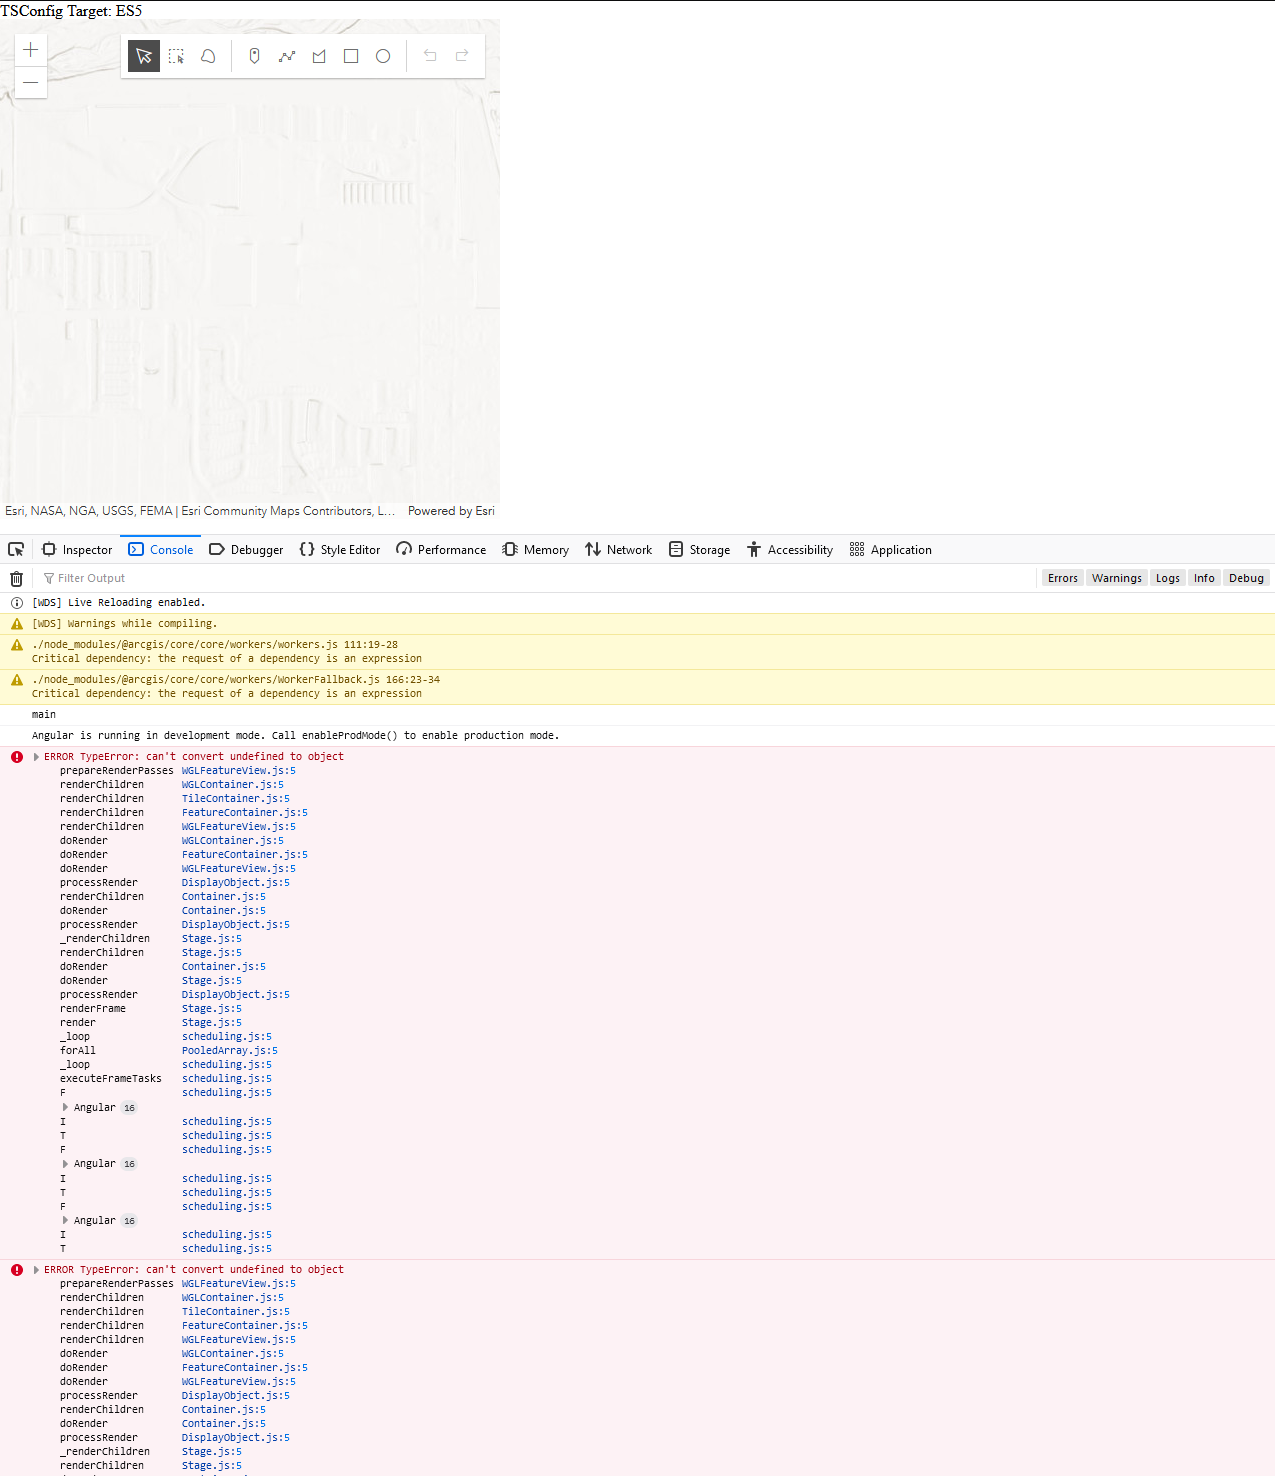 TSConfig Target: ES5
Esri, NASA, NGA, USGS, FEMA | Esri Community Maps Contributors, L... Powered by Esri
Inspector Console Debugger Style Editor Performance Memory Network Storage Accessibility Application
Filter Output Errors Warnings Logs Info Debug
[WDS] Live Reloading enabled.
[WDS] Warnings while compiling.
./node_modules/@arcgis/core/core/workers/workers.js 111:19-28
Critical dependency: the request of a dependency is an expression
./node_modules/@arcgis/core/core/workers/WorkerFallback.js 166:23-34
Critical dependency: the request of a dependency is an expression
main
Angular is running in development mode. Call enableProdMode() to enable production mode.
ERROR TypeError: can't convert undefined to object
prepareRenderPasses WGLFeatureView.js:5
renderChildren WGLContainer.js:5
renderChildren TileContainer.js:5
renderChildren FeatureContainer.js:5
renderChildren WGLFeatureView.js:5
doRender WGLContainer.js:5
doRender FeatureContainer.js:5
doRender WGLFeatureView.js:5
processRender DisplayObject.js:5
renderChildren Container.js:5
doRender Container.js:5
processRender DisplayObject.js:5
_renderChildren Stage.js:5
renderChildren Stage.js:5
doRender Container.js:5
doRender Stage.js:5
processRender DisplayObject.js:5
renderFrame Stage.js:5
render Stage.js:5
_loop scheduling.js:5
forAll PooledArray.js:5
_loop scheduling.js:5
executeFrameTasks scheduling.js:5
F scheduling.js:5
Angular 16
I scheduling.js:5
T scheduling.js:5
F scheduling.js:5
Angular 16
I scheduling.js:5
T scheduling.js:5
F scheduling.js:5
Angular 16
I scheduling.js:5
T scheduling.js:5
ERROR TypeError: can't convert undefined to object
prepareRenderPasses WGLFeatureView.js:5
renderChildren WGLContainer.js:5
renderChildren TileContainer.js:5
renderChildren FeatureContainer.js:5
renderChildren WGLFeatureView.js:5
doRender WGLContainer.js:5
doRender FeatureContainer.js:5
doRender WGLFeatureView.js:5
processRender DisplayObject.js:5
renderChildren Container.js:5
doRender Container.js:5
processRender DisplayObject.js:5
_renderChildren Stage.js:5
renderChildren Stage.js:5